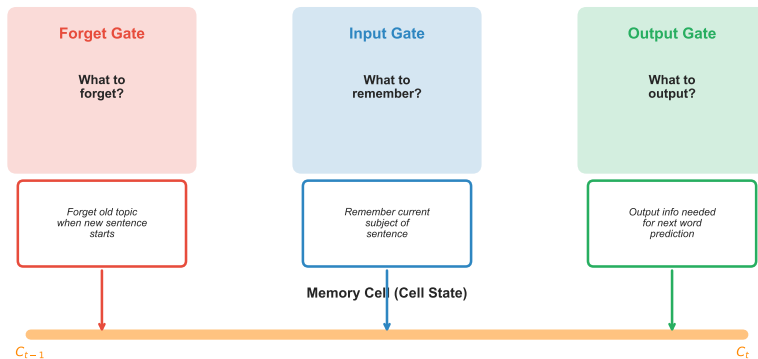 Forget Gate
What to
forget?
Forget old topic
when new sentence
starts
Input Gate
What to
remember?
Remember current
subject of
sentence
Output Gate
What to
output?
Output info needed
for next word
prediction
Memory Cell (Cell State)
C_{t−1}
C_t